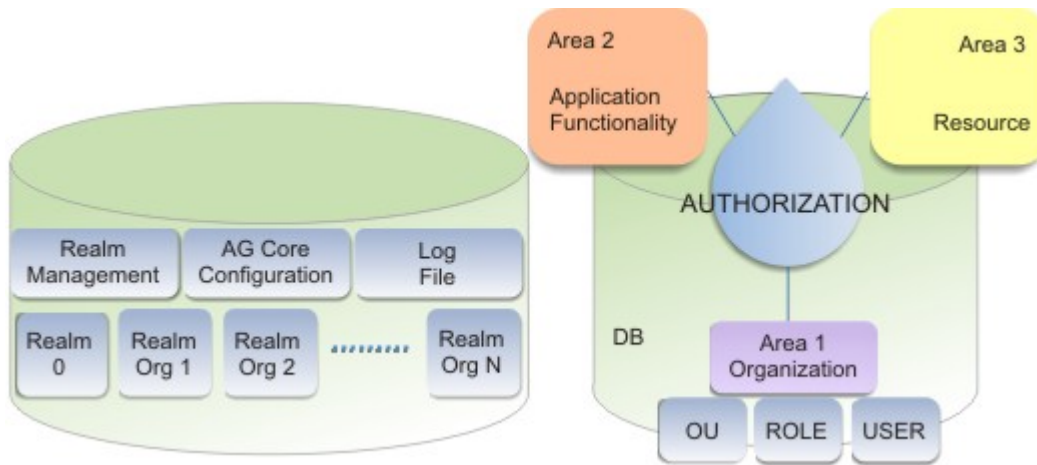 Realm
Management
AG Core
Configuration
Log
File
Realm
0
Realm
Org 1
Realm
Org 2
Realm
Org N
Area 2
Application
Functionality
Area 3
Resource
AUTHORIZATION
DB
Area 1
Organization
OU
ROLE
USER